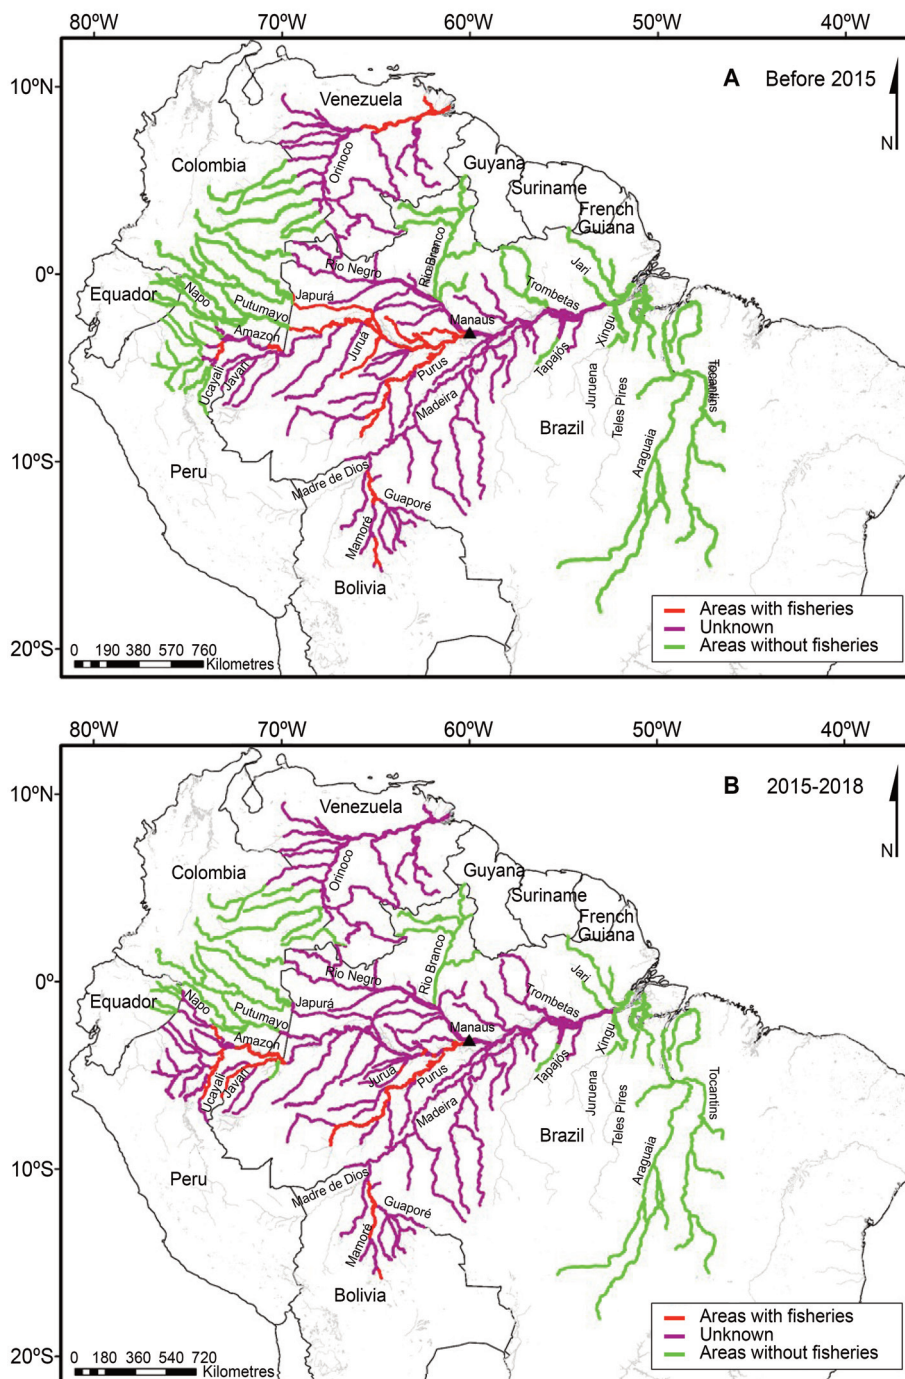 80ºW 70ºW 60ºW 50ºW 40ºW
10ºN
A Before 2015
N
Venezuela
Guyana
Colombia
Orinoco
Suriname
French
Guiana
Rio Branco
0º
Rio Negro
Jari
Equador
Napo
Japurá
Putumayo
Trombetas
Manaus
Amazon
Xingu
Jurua
Tapajós
Ucayali
Javari
Purus
Juruena
Teles Pires
Tocantins
Madeira
Brazil
Araguaia
10ºS
Peru
Madre de Dios
Guaporé
Mamoré
Bolivia
Areas with fisheries
Unknown
Areas without fisheries
20ºS
0 190 380 570 760
Kilometres
80ºW 70ºW 60ºW 50ºW 40ºW
10ºN
B 2015-2018
N
Venezuela
Guyana
Colombia
Orinoco
Suriname
French
Guiana
Rio Branco
0º
Rio Negro
Jari
Equador
Napo
Japurá
Putumayo
Trombetas
Manaus
Amazon
Xingu
Jurua
Tapajós
Ucayali
Javari
Purus
Juruena
Teles Pires
Tocantins
Madeira
Brazil
Araguaia
10ºS
Peru
Madre de Dios
Guaporé
Mamoré
Bolivia
Areas with fisheries
Unknown
Areas without fisheries
20ºS
0 180 360 540 720
Kilometres